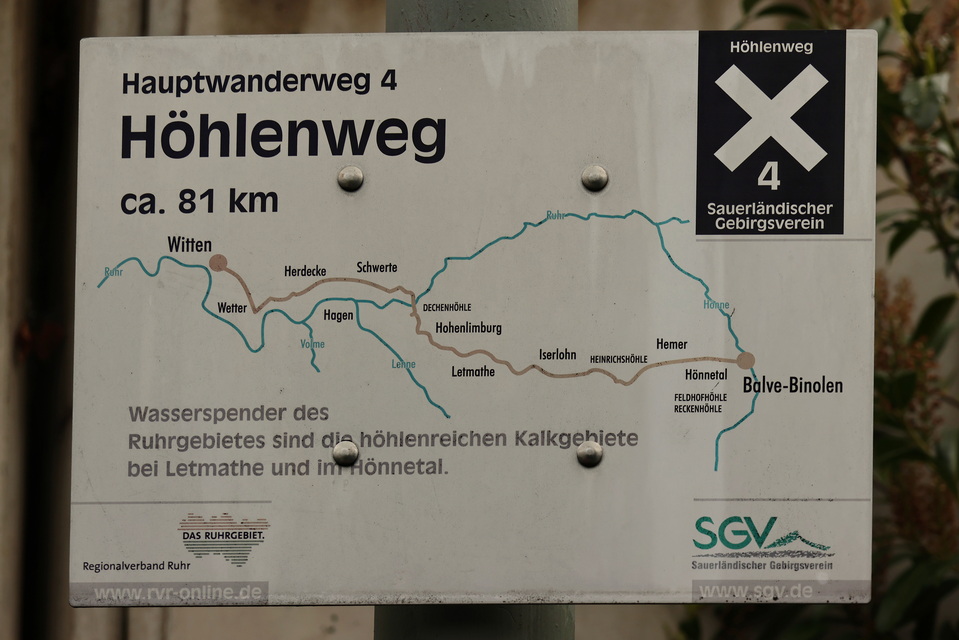 Hauptwanderweg 4
Höhlenweg
ca. 81 km
Höhlenweg
4
Sauerländischer
Gebirgsverein
Witten
Ruhr
Ruhr
Herdecke
Schwerte
Wetter
Hagen
Volme
Lenne
DECHENHÖHLE
Hohenlimburg
Letmathe
Iserlohn
HEINRICHSHÖHLE
Hemer
Hönne
Hönnetal
Balve-Binolen
FELDHOFHÖHLE
RECKENHÖHLE
Wasserspender des
Ruhrgebietes sind die höhlenreichen Kalkgebiete
bei Letmathe und im Hönnetal.
DAS RUHRGEBIET.
Regionalverband Ruhr
www.rvr-online.de
SGV
Sauerländischer Gebirgsverein
www.sgv.de